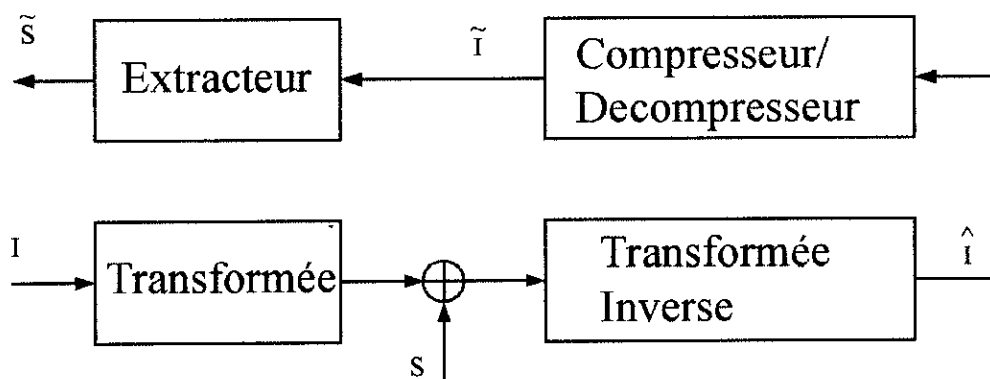 s̃
Extracteur
Ĩ
Compresseur/
Decompresseur
I
Transformée
s
Transformée
Inverse
Î